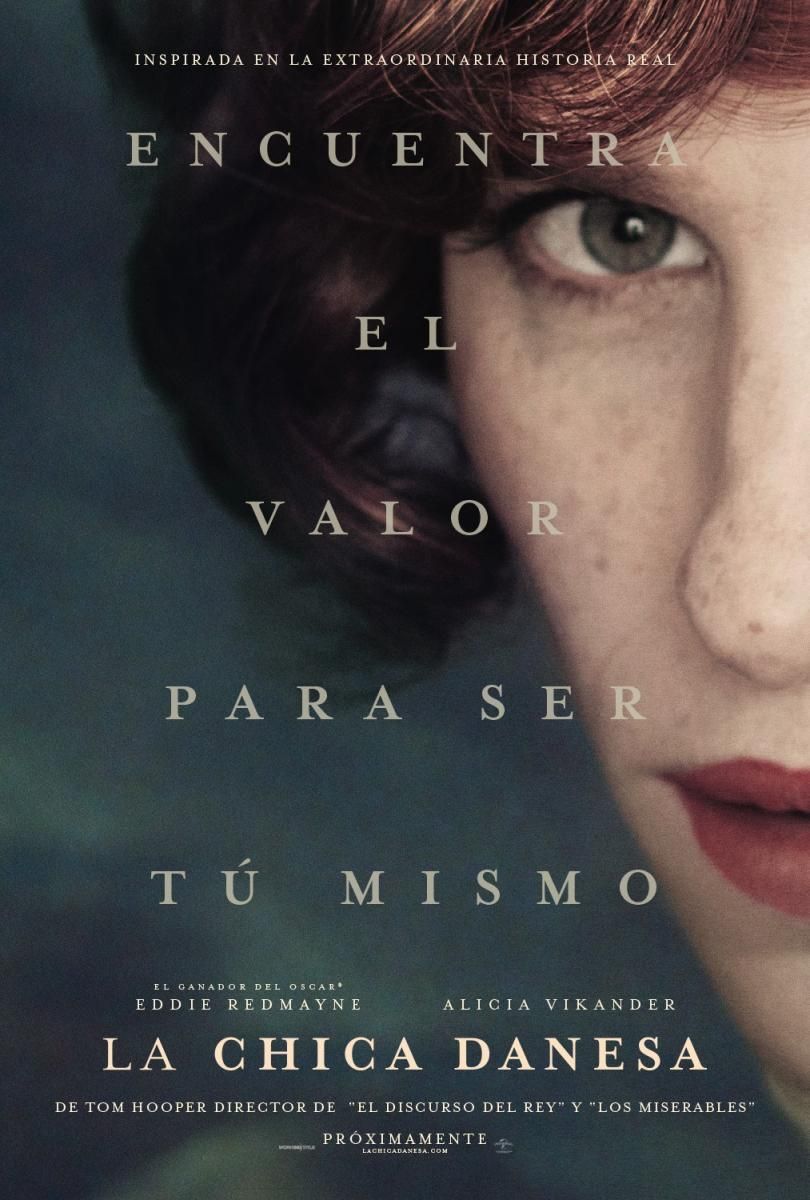 INSPIRADA EN LA EXTRAORDINARIA HISTORIA REAL
ENCUENTRA
EL
VALOR
PARA SER
TÚ MISMO
EL GANADOR DEL OSCAR®
EDDIE REDMAYNE ALICIA VIKANDER
LA CHICA DANESA
DE TOM HOOPER DIRECTOR DE "EL DISCURSO DEL REY" Y "LOS MISERABLES"
PRÓXIMAMENTE
LACHICADANESA.COM